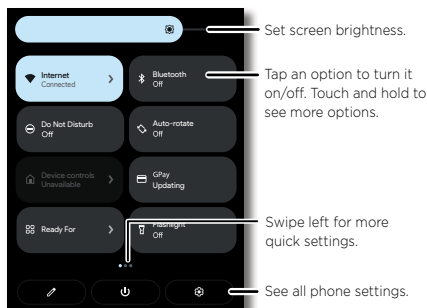 Set screen brightness.
Internet
Connected
Bluetooth
Off
Tap an option to turn it
on/off. Touch and hold to
see more options.
Do Not Disturb
Off
Auto-rotate
Off
Device controls
Unavailable
GPay
Updating
Ready For
Flashlight
Off
Swipe left for more
quick settings.
See all phone settings.